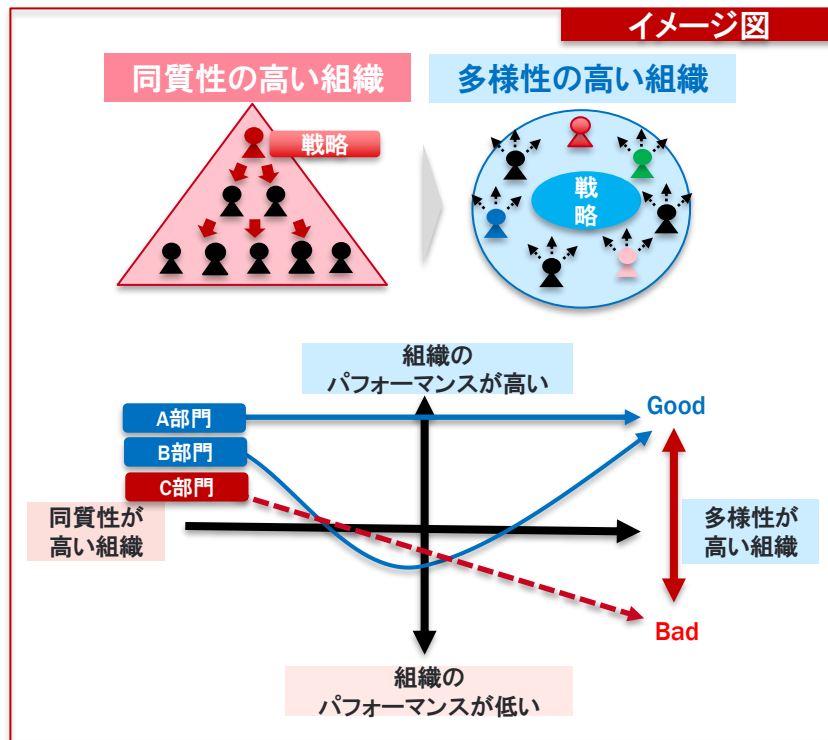 イメージ図
同質性の高い組織
多様性の高い組織
戦略
戦
略
組織の
パフォーマンスが高い
A部門
B部門
C部門
Good
同質性が
高い組織
多様性が
高い組織
Bad
組織の
パフォーマンスが低い